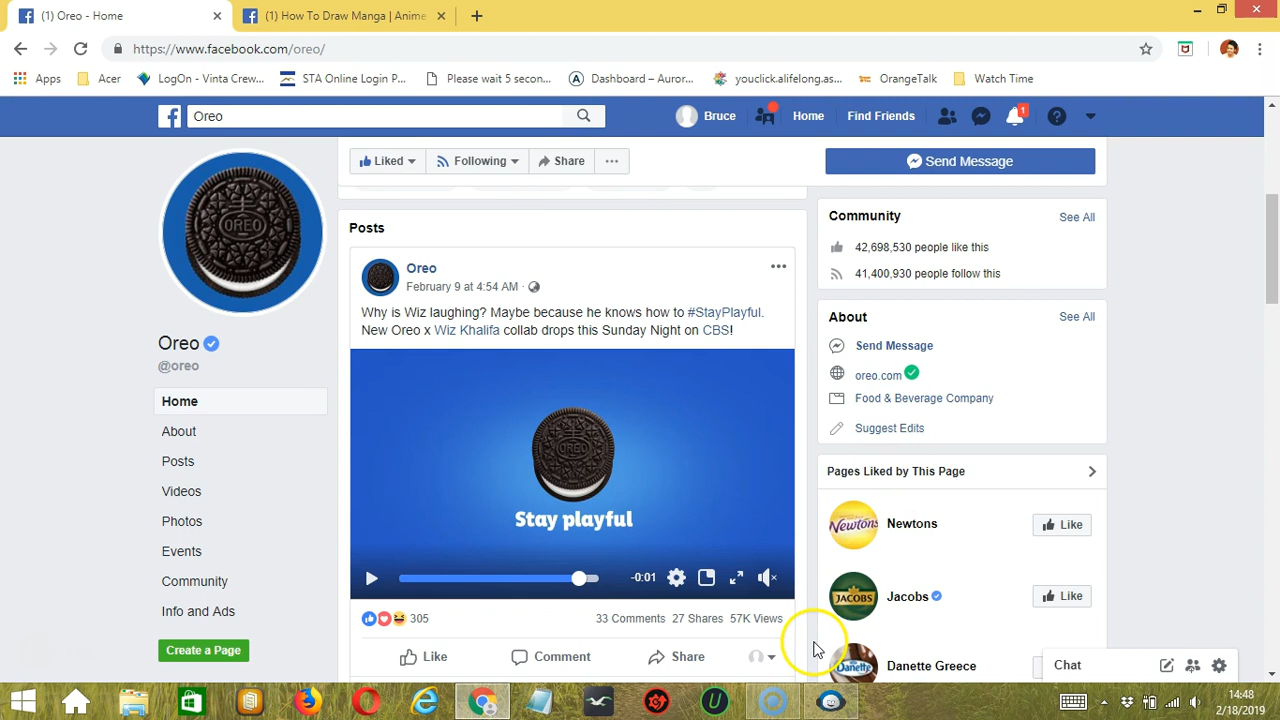 (1) Oreo - Home
(1) How To Draw Manga | Anime
https://www.facebook.com/oreo/
Apps
Acer
LogOn - Vinta Crew...
STA Online Login P...
Please wait 5 second...
Dashboard – Auror...
youclick.alifelong.as...
OrangeTalk
Watch Time
Oreo
Bruce
Home
Find Friends
1
Liked
Following
Share
Send Message
OREO
Oreo
@oreo
Home
About
Posts
Videos
Photos
Events
Community
Info and Ads
Create a Page
Posts
Oreo
February 9 at 4:54 AM ·
Why is Wiz laughing? Maybe because he knows how to #StayPlayful.
New Oreo x Wiz Khalifa collab drops this Sunday Night on CBS!
OREO
Stay playful
-0:01
305
33 Comments 27 Shares 57K Views
Like
Comment
Share
Community
See All
42,698,530 people like this
41,400,930 people follow this
About
See All
Send Message
oreo.com
Food & Beverage Company
Suggest Edits
Pages Liked by This Page
Newtons
Newtons
Like
JACOBS
Jacobs
Like
Danette
Danette Greece
Chat
14:48
2/18/2019